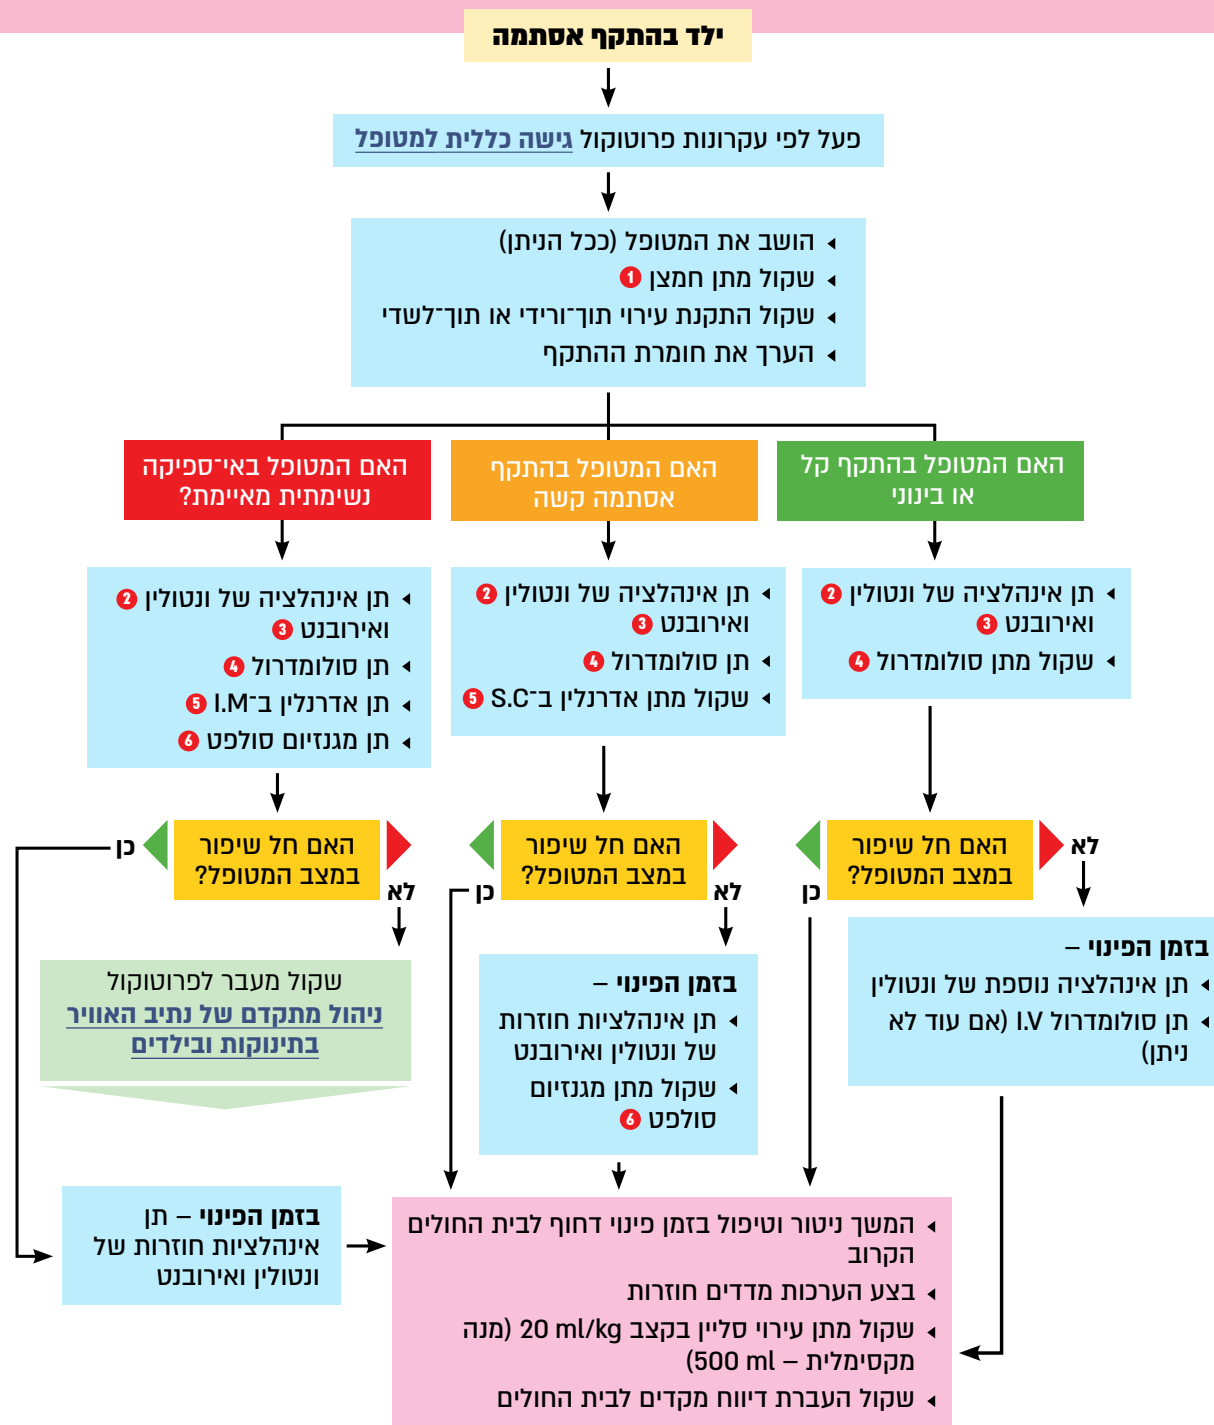 ילד בהתקף אסתמה
פעל לפי עקרונות פרוטוקול גישה כללית למטופל
הושב את המטופל (ככל הניתן)
שקול מתן חמצן 1
שקול התקנת עירוי תוך־ורידי או תוך־לשדי
הערך את חומרת ההתקף
האם המטופל בהתקף קל
או בינוני
האם המטופל בהתקף
אסתמה קשה
האם המטופל באי־ספיקה
נשימתית מאיימת?
תן אינהלציה של ונטולין 2
ואירובנט 3
שקול מתן סולומדרול 4
תן אינהלציה של ונטולין 2
ואירובנט 3
תן סולומדרול 4
שקול מתן אדרנלין ב־S.C 5
תן אינהלציה של ונטולין 2
ואירובנט 3
תן סולומדרול 4
תן אדרנלין ב־I.M 5
תן מגנזיום סולפט 6
האם חל שיפור
במצב המטופל?
לא
כן
האם חל שיפור
במצב המטופל?
לא
כן
האם חל שיפור
במצב המטופל?
לא
כן
בזמן הפינוי –
תן אינהלציה נוספת של ונטולין
תן סולומדרול I.V (אם עוד לא
ניתן)
בזמן הפינוי –
תן אינהלציות חוזרות
של ונטולין ואירובנט
שקול מתן מגנזיום
סולפט 6
שקול מעבר לפרוטוקול
ניהול מתקדם של נתיב האוויר
בתינוקות ובילדים
בזמן הפינוי – תן
אינהלציות חוזרות של
ונטולין ואירובנט
המשך ניטור וטיפול בזמן פינוי דחוף לבית החולים
הקרוב
בצע הערכות מדדים חוזרות
שקול מתן עירוי סליין בקצב 20 ml/kg (מנה
מקסימלית – 500 ml)
שקול העברת דיווח מקדים לבית החולים